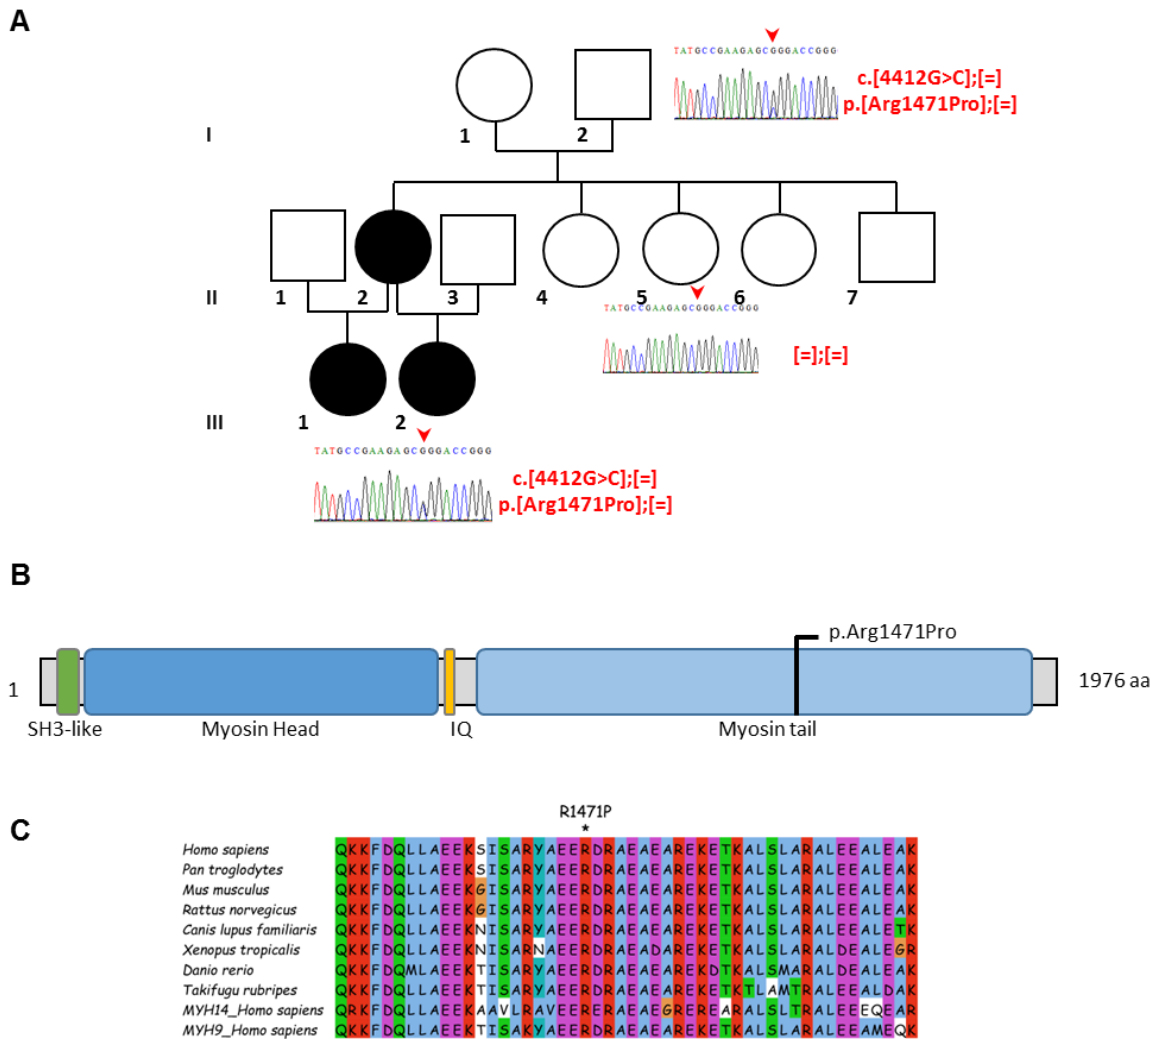 A
TATGCCGAAGAGCGGGACCGGG
c.[4412G>C];[=]
p.[Arg1471Pro];[=]
I
1
2
II
1
2
3
4
5
6
7
TATGCCGAAGAGCGGGACCGGG
[=];[=]
III
1
2
TATGCCGAAGAGCGGGACCGGG
c.[4412G>C];[=]
p.[Arg1471Pro];[=]
B
p.Arg1471Pro
1
1976 aa
SH3-like
Myosin Head
IQ
Myosin tail
C
R1471P
*
Homo sapiens QKKFDQLLAEEKSISARYAEERDRAEAEAREKETKALSLARALEEALEAK
Pan troglodytes QKKFDQLLAEEKSISARYAEERDRAEAEAREKETKALSLARALEEALEAK
Mus musculus QKKFDQLLAEEKGISARYAEERDRAEAEAREKETKALSLARALEEALEAK
Rattus norvegicus QKKFDQLLAEEKGISARYAEERDRAEAEAREKETKALSLARALEEALEAK
Canis lupus familiaris QKKFDQLLAEEKNISARYAEERDRAEAEAREKETKALSLARALEEALETK
Xenopus tropicalis QKKFDQLLAEEKNISARNAEERDRAEADAREKETKALSLARALDEALEGR
Danio rerio QKKFDQMLAEEKTISARYAEERDRAEAEAREKDTKALSMARALDEALEAK
Takifugu rubripes QKKFDQLLAEEKTISARYAEERDRAEAEAREKETKTLAMTRALEEALDAK
MYH14_Homo sapiens QRKFDQLLAEEKAAVLRAVEERERAEAEGREREARALSLTRALEEEQEAR
MYH9_Homo sapiens QKKFDQLLAEEKTISAKYAEERDRAEAEAREKETKALSLARALEEAMEQK